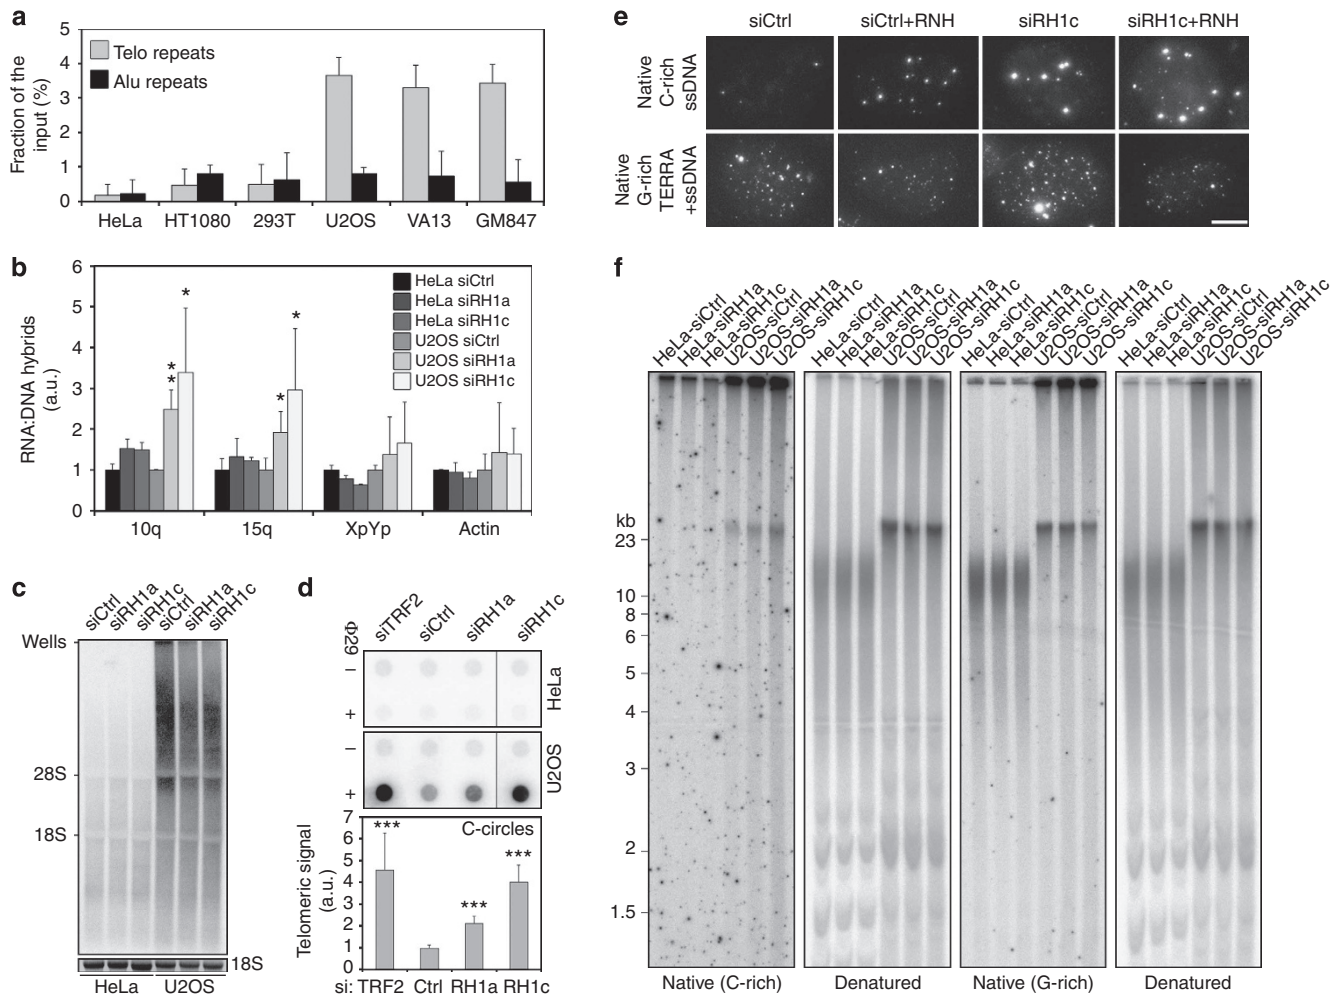 a
5
4
3
2
1
0
Fraction of the
input (%)
Telo repeats
Alu repeats
HeLa HT1080 293T U2OS VA13 GM847
b
6
5
4
3
2
1
0
RNA:DNA hybrids
(a.u.)
HeLa siCtrl
HeLa siRH1a
HeLa siRH1c
U2OS siCtrl
U2OS siRH1a
U2OS siRH1c
* * * * *
10q 15q XpYp Actin
c
siCtrl siRH1a siRH1c siCtrl siRH1a siRH1c
Wells
28S
18S
18S
HeLa U2OS
d
Φ29 siTRF2 siCtrl siRH1a siRH1c
–
+
HeLa
–
+
U2OS
7
6
5
4
3
2
1
0
Telomeric signal
(a.u.)
C-circles
*** *** ***
si: TRF2 Ctrl RH1a RH1c
e
siCtrl siCtrl+RNH siRH1c siRH1c+RNH
Native
C-rich
ssDNA
Native
G-rich
TERRA
+ssDNA
f
HeLa-siCtrl HeLa-siRH1a HeLa-siRH1c U2OS-siCtrl U2OS-siRH1a U2OS-siRH1c
HeLa-siCtrl HeLa-siRH1a HeLa-siRH1c U2OS-siCtrl U2OS-siRH1a U2OS-siRH1c
HeLa-siCtrl HeLa-siRH1a HeLa-siRH1c U2OS-siCtrl U2OS-siRH1a U2OS-siRH1c
HeLa-siCtrl HeLa-siRH1a HeLa-siRH1c U2OS-siCtrl U2OS-siRH1a U2OS-siRH1c
kb
23
10
8
6
5
4
3
2
1.5
Native (C-rich) Denatured Native (G-rich) Denatured